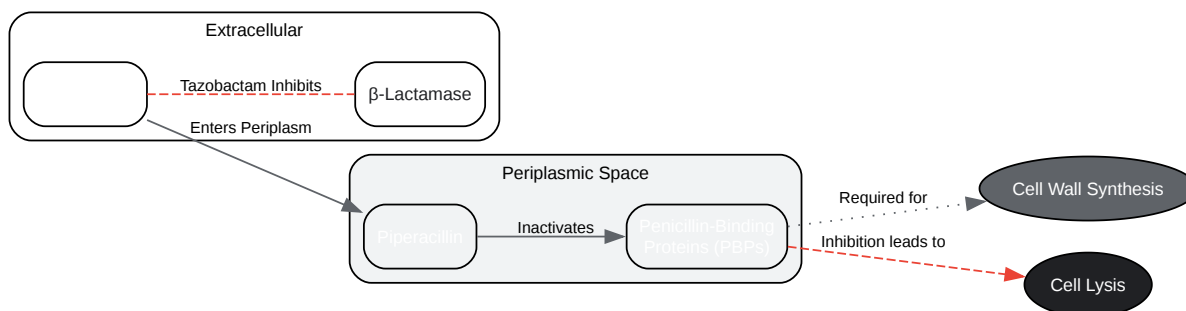 Extracellular
Tazobactam Inhibits
β-Lactamase
Enters Periplasm
Periplasmic Space
Piperacillin
Inactivates
Penicillin-Binding
Proteins (PBPs)
Required for
Cell Wall Synthesis
Inhibition leads to
Cell Lysis